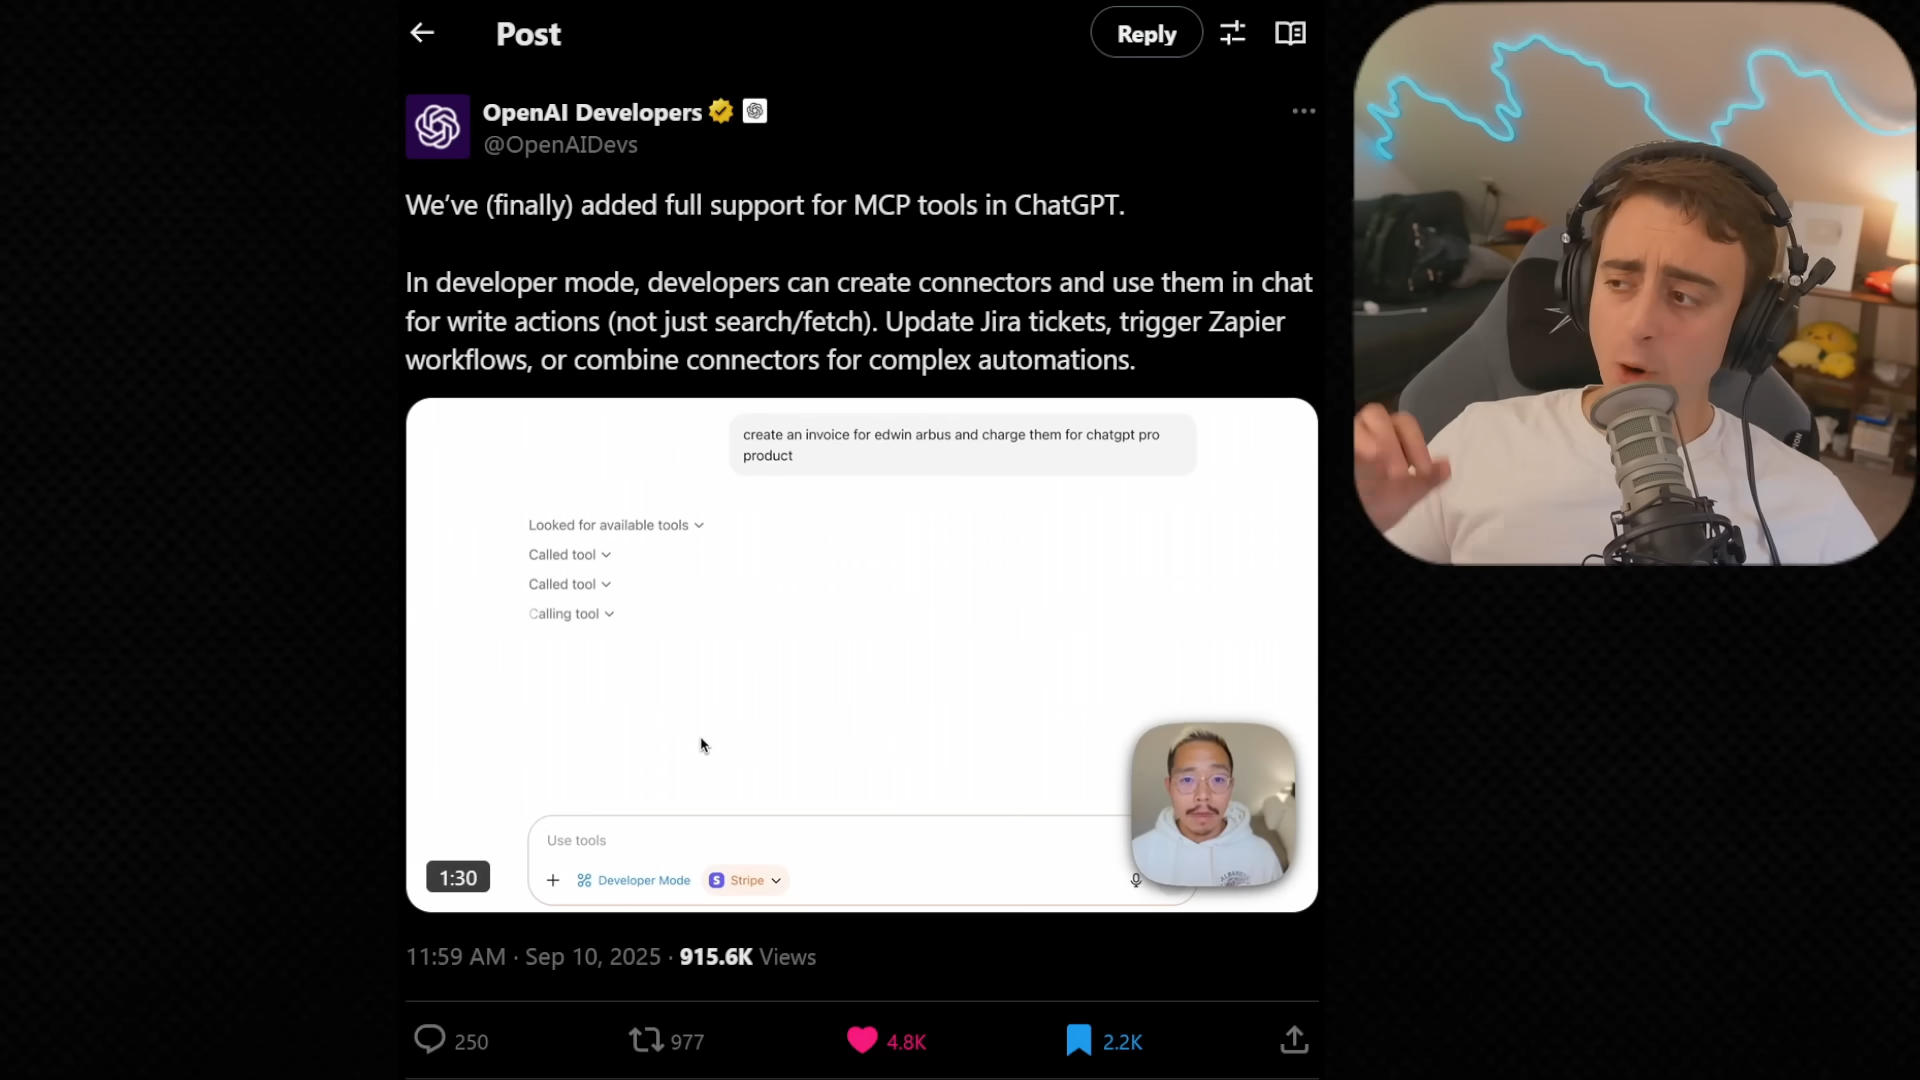 Post
Reply
OpenAI Developers
@OpenAIDevs
We’ve (finally) added full support for MCP tools in ChatGPT.
In developer mode, developers can create connectors and use them in chat
for write actions (not just search/fetch). Update Jira tickets, trigger Zapier
workflows, or combine connectors for complex automations.
create an invoice for edwin arbus and charge them for chatgpt pro
product
Looked for available tools
Called tool
Called tool
Calling tool
Use tools
1:30
Developer Mode
S Stripe
11:59 AM · Sep 10, 2025 · 915.6K Views
250 977 4.8K 2.2K